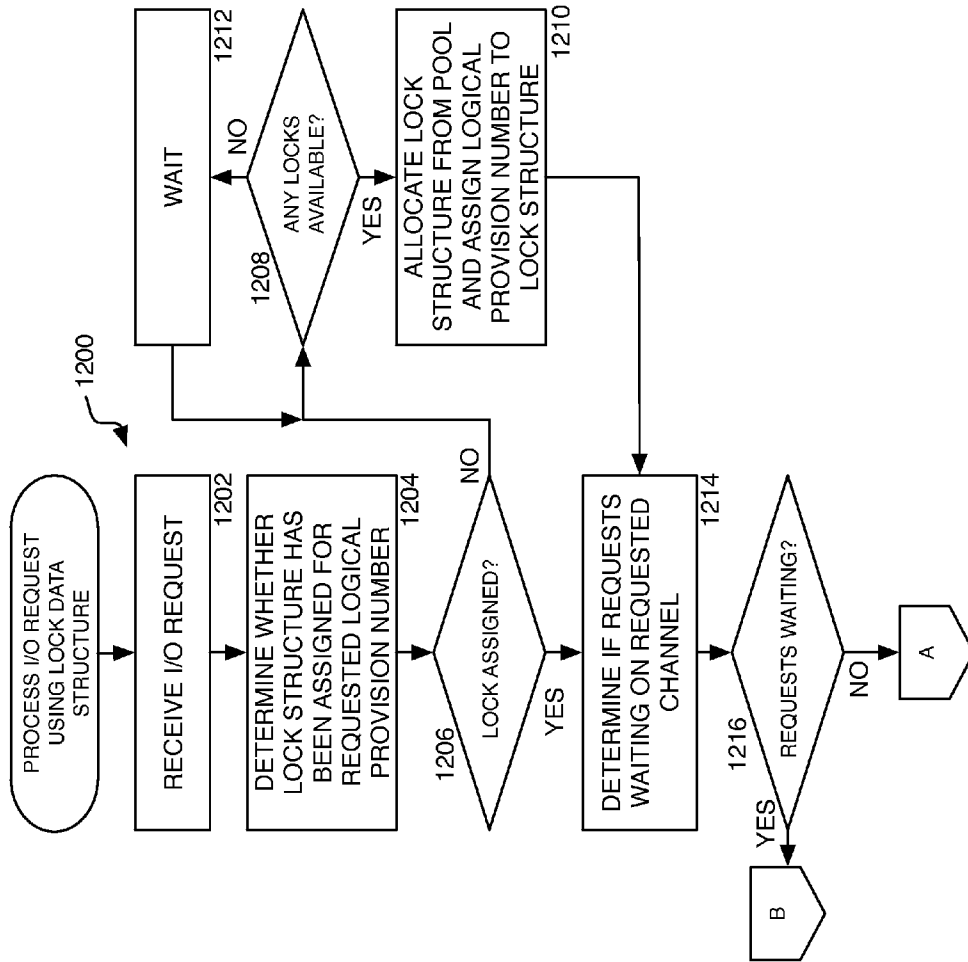 1200
PROCESS I/O REQUEST
USING LOCK DATA
STRUCTURE
RECEIVE I/O REQUEST
1202
DETERMINE WHETHER
LOCK STRUCTURE HAS
BEEN ASSIGNED FOR
REQUESTED LOGICAL
PROVISION NUMBER
1204
1206
LOCK ASSIGNED?
NO
YES
WAIT
1212
NO
1208
ANY LOCKS
AVAILABLE?
YES
ALLOCATE LOCK
STRUCTURE FROM POOL
AND ASSIGN LOGICAL
PROVISION NUMBER TO
LOCK STRUCTURE
1210
DETERMINE IF REQUESTS
WAITING ON REQUESTED
CHANNEL
1214
1216
REQUESTS WAITING?
YES
NO
B
A